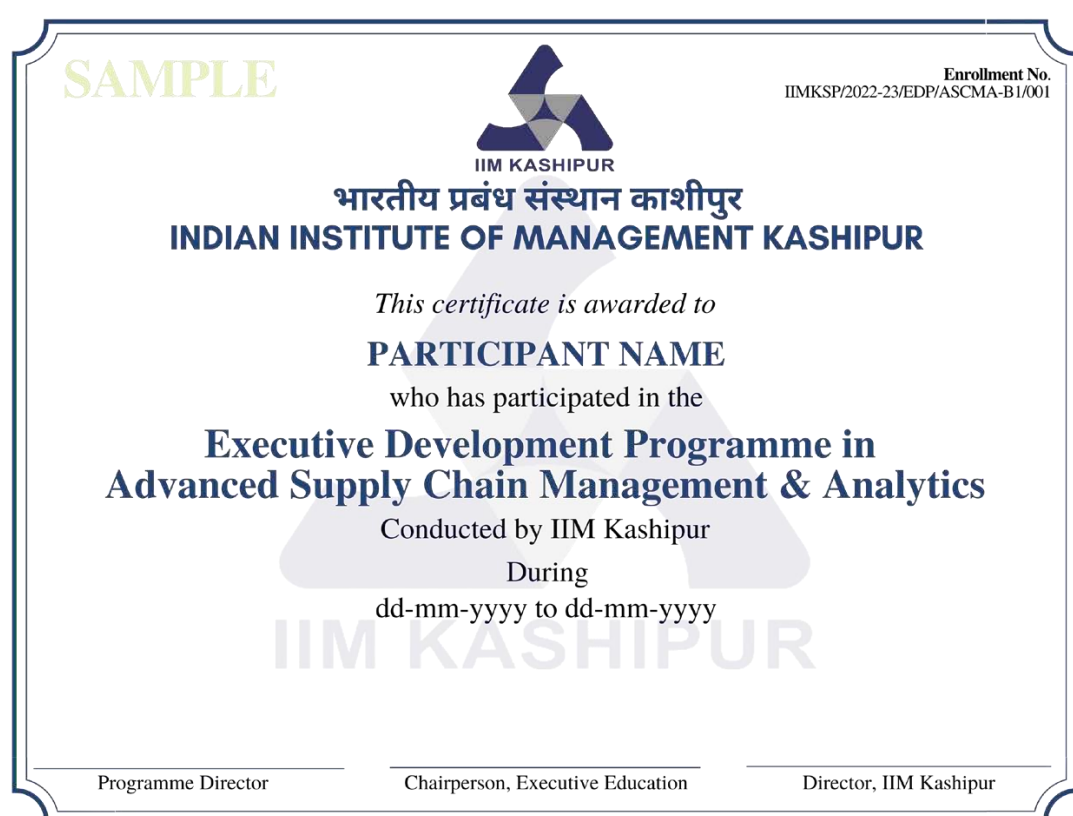 SAMPLE
Enrollment No.
IIMKSP/2022-23/EDP/ASCMA-B1/001
IIM KASHIPUR
भारतीय प्रबंध संस्थान काशीपुर
INDIAN INSTITUTE OF MANAGEMENT KASHIPUR
This certificate is awarded to
PARTICIPANT NAME
who has participated in the
Executive Development Programme in
Advanced Supply Chain Management & Analytics
Conducted by IIM Kashipur
During
dd-mm-yyyy to dd-mm-yyyy
IIM KASHIPUR
Programme Director
Chairperson, Executive Education
Director, IIM Kashipur